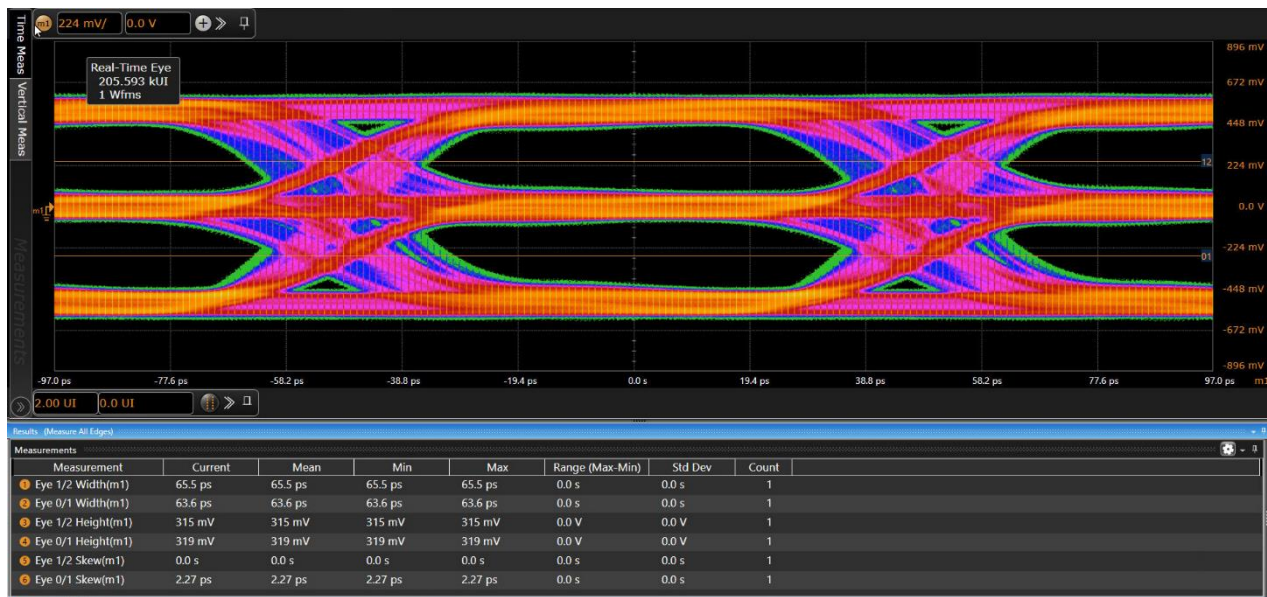 Time Meas
Vertical Meas
Measurements
m1 224 mV/ 0.0 V
Real-Time Eye
205.593 kUI
1 Wfms
896 mV
672 mV
448 mV
12 224 mV
m1 0.0 V
01 -224 mV
-448 mV
-672 mV
-896 mV
-97.0 ps -77.6 ps -58.2 ps -38.8 ps -19.4 ps 0.0 s 19.4 ps 38.8 ps 58.2 ps 77.6 ps 97.0 ps m1
2.00 UI 0.0 UI
Results (Measure All Edges)
Measurements
Measurement Current Mean Min Max Range (Max-Min) Std Dev Count
1 Eye 1/2 Width(m1) 65.5 ps 65.5 ps 65.5 ps 65.5 ps 0.0 s 0.0 s 1
2 Eye 0/1 Width(m1) 63.6 ps 63.6 ps 63.6 ps 63.6 ps 0.0 s 0.0 s 1
3 Eye 1/2 Height(m1) 315 mV 315 mV 315 mV 315 mV 0.0 V 0.0 V 1
4 Eye 0/1 Height(m1) 319 mV 319 mV 319 mV 319 mV 0.0 V 0.0 V 1
5 Eye 1/2 Skew(m1) 0.0 s 0.0 s 0.0 s 0.0 s 0.0 s 0.0 s 1
6 Eye 0/1 Skew(m1) 2.27 ps 2.27 ps 2.27 ps 2.27 ps 0.0 s 0.0 s 1